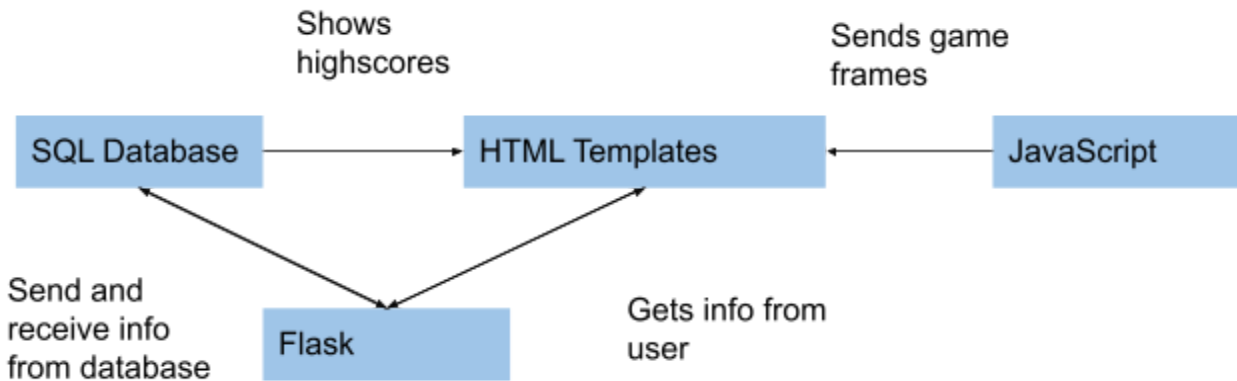 Shows
highscores
Sends game
frames
SQL Database
HTML Templates
JavaScript
Send and
receive info
from database
Flask
Gets info from
user